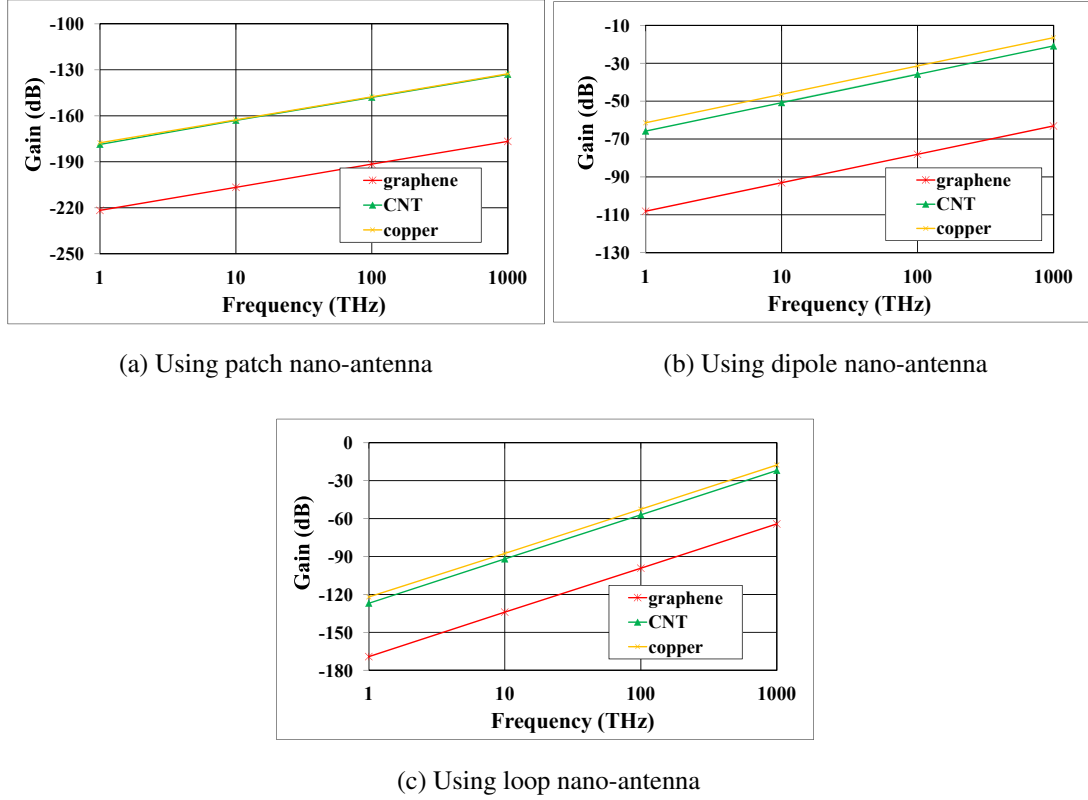 -100
-130
-160
-190
-220
-250
Gain (dB)
graphene
CNT
copper
1 10 100 1000
Frequency (THz)
(a) Using patch nano-antenna
-10
-30
-50
-70
-90
-110
-130
Gain (dB)
graphene
CNT
copper
1 10 100 1000
Frequency (THz)
(b) Using dipole nano-antenna
0
-30
-60
-90
-120
-150
-180
Gain (dB)
graphene
CNT
copper
1 10 100 1000
Frequency (THz)
(c) Using loop nano-antenna